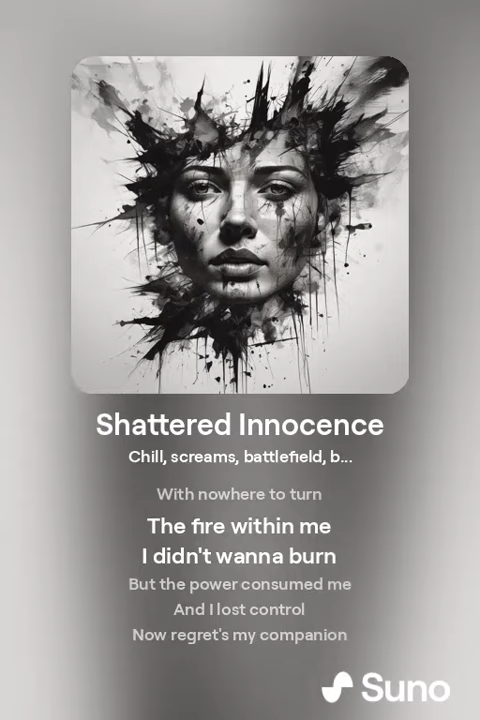 Shattered Innocence
Chill, screams, battlefield, b...
With nowhere to turn
The fire within me
I didn't wanna burn
But the power consumed me
And I lost control
Now regret's my companion
Suno